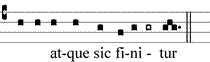 at-que sic fi-ni - tur